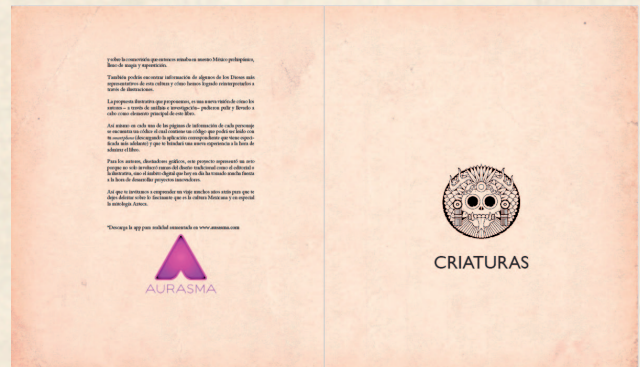 y sobre la cosmovisión que entonces reinaba en nuestro México prehispánico,
lleno de magia y superstición.
También podrás encontrar información de algunos de los Dioses más
representativos de esta cultura y cómo hemos logrado reinterpretarlos a
través de ilustraciones.
La propuesta ilustrativa que proponemos, es una nueva visión de cómo los
autores – a través de análisis e investigación– pudieron pulir y llevarlo a
cabo como elemento principal de este libro.
Así mismo en cada una de las páginas de información de cada personaje
se encuentra un códice el cual contiene un código que podrá ser leído con
tu smartphone (descargando la aplicación correspondiente que viene especi-
ficada más adelante) y que te brindará una nueva experiencia a la hora de
admirar el libro.
Para los autores, diseñadores gráficos, este proyecto representó un reto
porque no solo involucró ramas del diseño tradicional como el editorial o
la ilustrativa, sino el ámbito digital que hoy en día ha tomado mucha fuerza
a la hora de desarrollar proyectos innovadores.
Así que te invitamos a emprender un viaje muchos años atrás para que te
dejes deleitar sobre lo fascinante que es la cultura Mexicana y en especial
la mitología Azteca.
*Descarga la app para realidad aumentada en www.aurasma.com
AURASMA
CRIATURAS